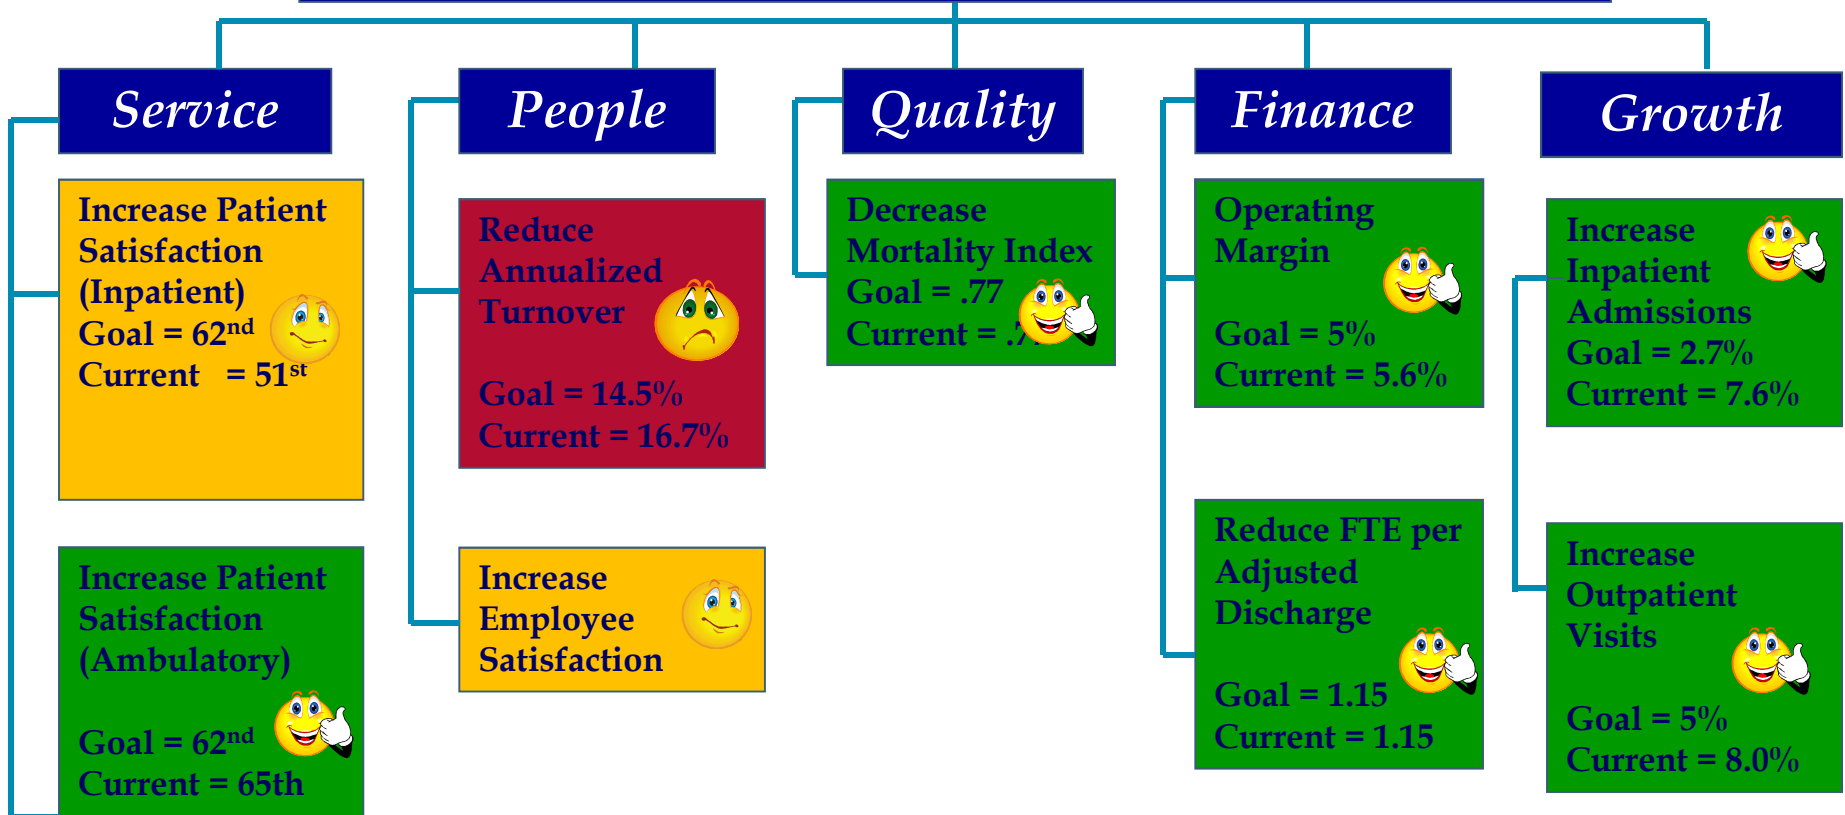 Service
Increase Patient
Satisfaction
(Inpatient)
Goal = 62nd
Current = 51st
Increase Patient
Satisfaction
(Ambulatory)
Goal = 62nd
Current = 65th
People
Reduce
Annualized
Turnover
Goal = 14.5%
Current = 16.7%
Increase
Employee
Satisfaction
Quality
Decrease
Mortality Index
Goal = .77
Current =
Finance
Operating
Margin
Goal = 5%
Current = 5.6%
Reduce FTE per
Adjusted
Discharge
Goal = 1.15
Current = 1.15
Growth
Increase
Inpatient
Admissions
Goal = 2.7%
Current = 7.6%
Increase
Outpatient
Visits
Goal = 5%
Current = 8.0%